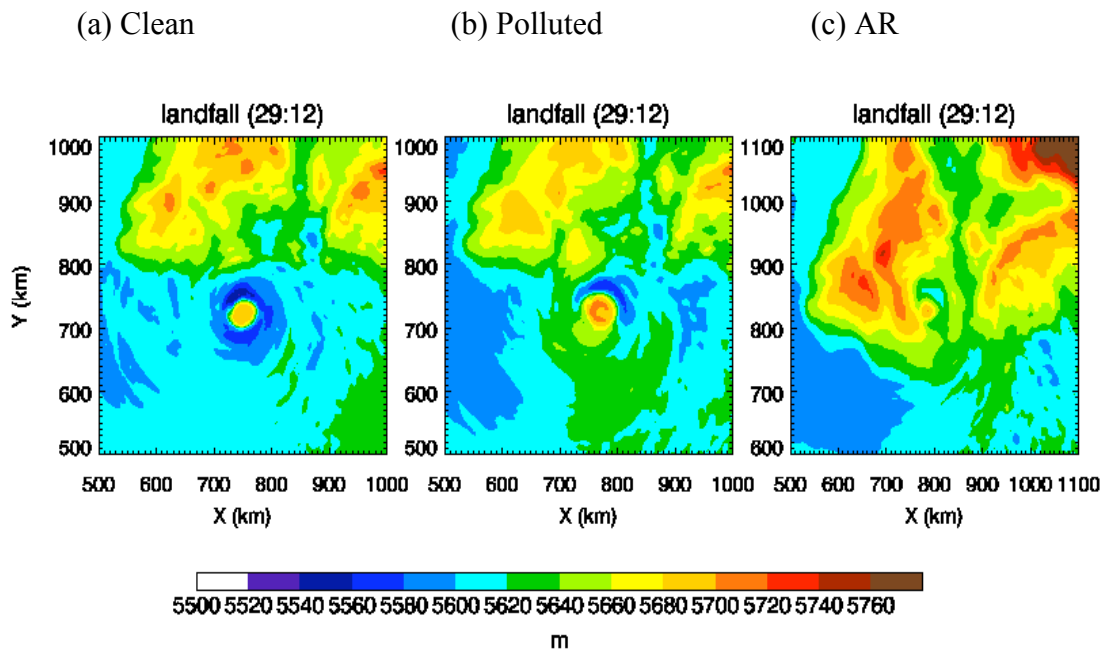 (a) Clean (b) Polluted (c) AR
landfall (29:12) landfall (29:12) landfall (29:12)
1000 1000 1100
900 900 1000
800 800 900
Y (km)
700 700 800
600 600 700
500 500 600
500 600 700 800 900 1000 500 600 700 800 900 1000 500 600 700 800 900 1000 1100
X (km) X (km) X (km)
5500 5520 5540 5560 5580 5600 5620 5640 5660 5680 5700 5720 5740 5760
m